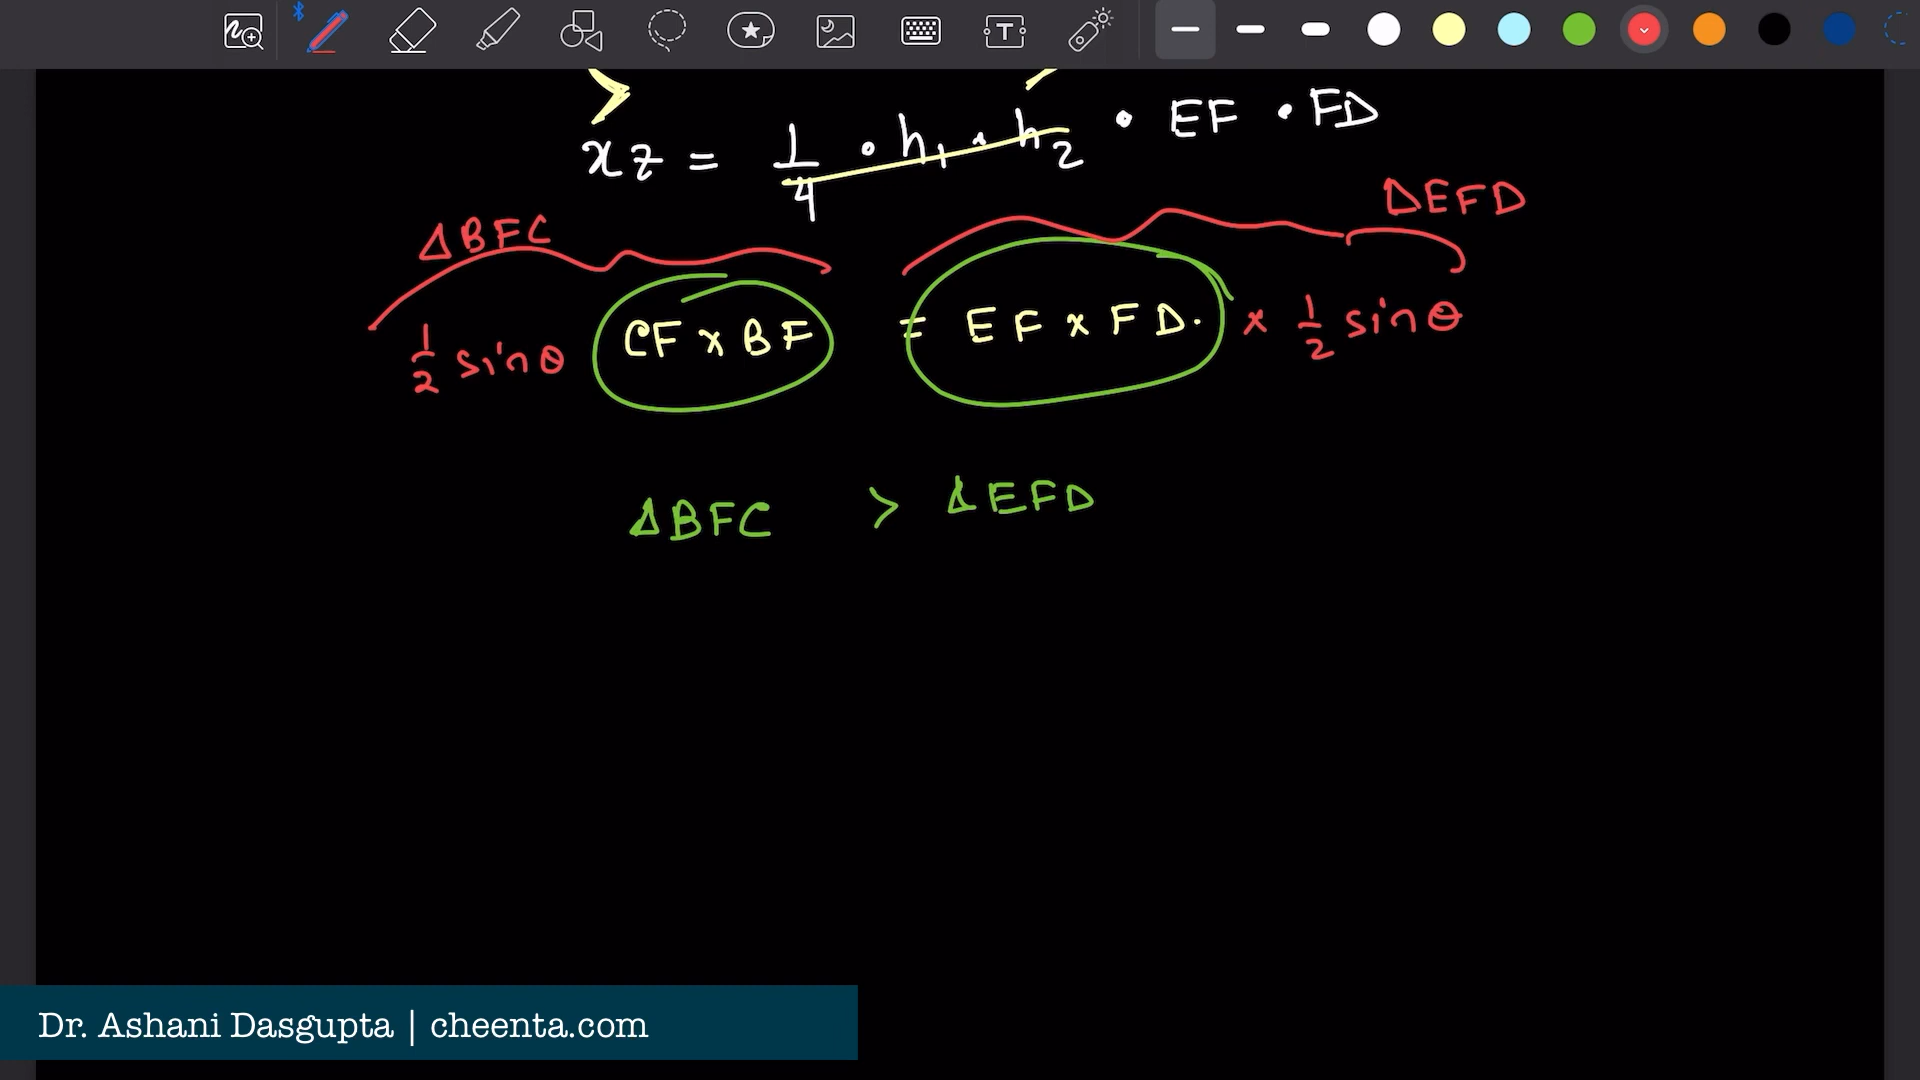 xz = 1/4 · h₁ · h₂ · EF · FD
ΔBFC ΔEFD
1/2 sinθ CF x BF = EF x FD. x 1/2 sinθ
ΔBFC > ΔEFD
Dr. Ashani Dasgupta | cheenta.com